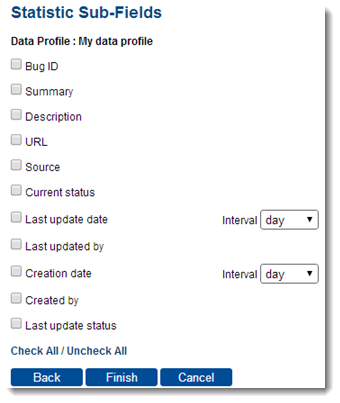 Statistic Sub-Fields
Data Profile : My data profile
Bug ID
Summary
Description
URL
Source
Current status
Last update date Interval day
Last updated by
Creation date Interval day
Created by
Last update status
Check All / Uncheck All
Back Finish Cancel